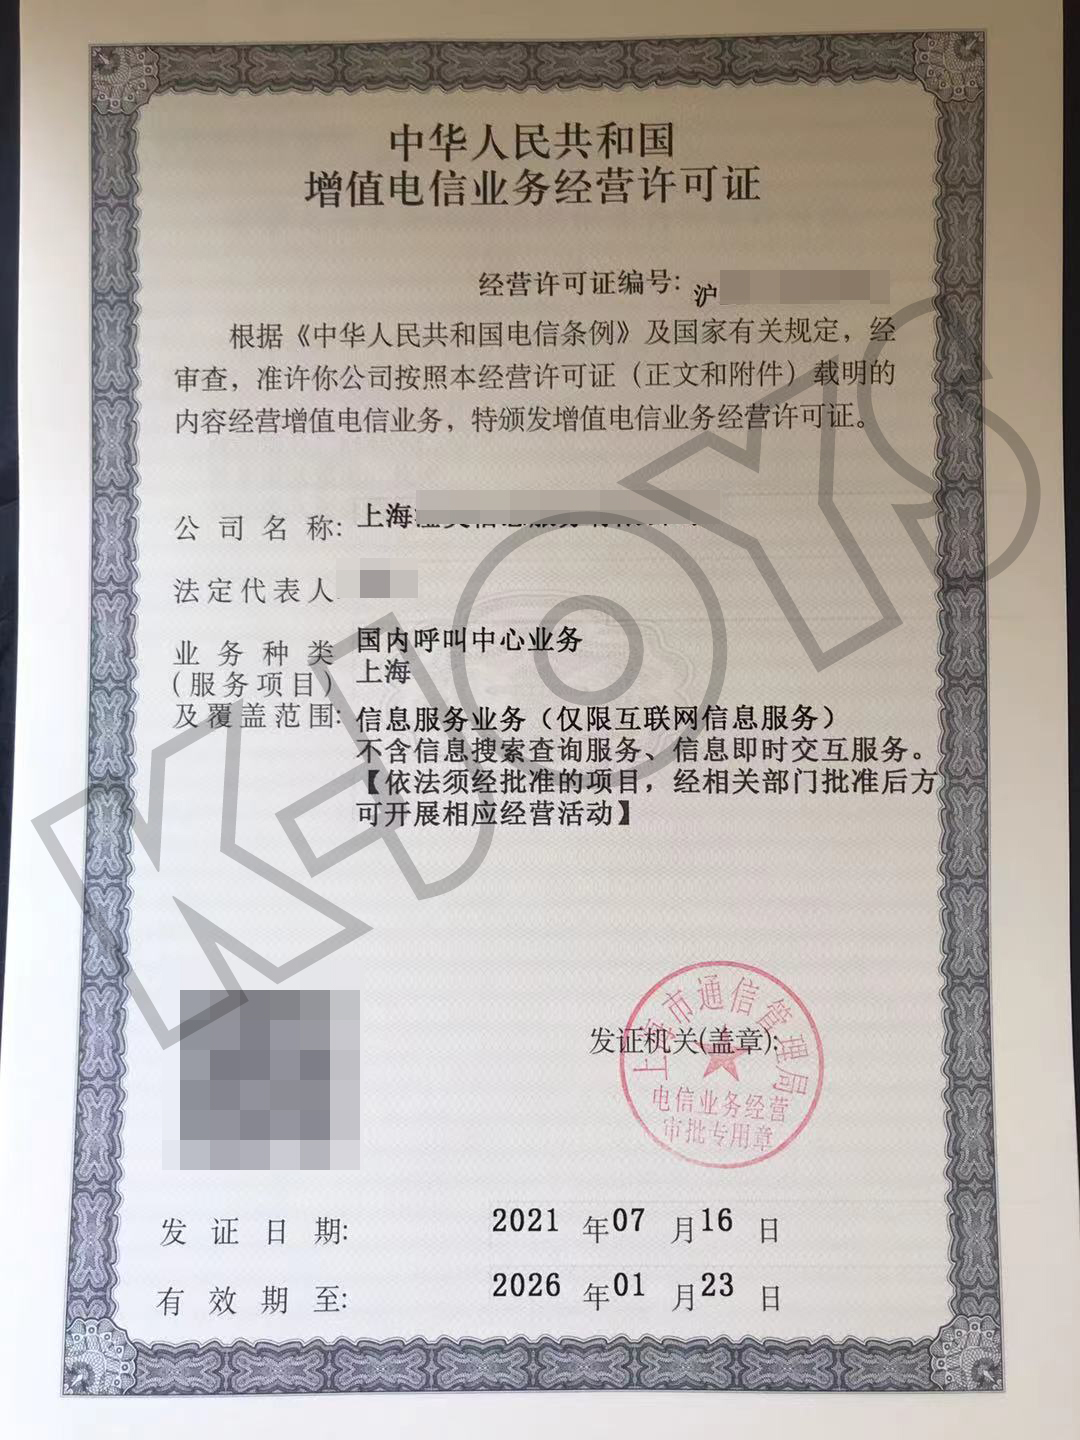 中华人民共和国
增值电信业务经营许可证
经营许可证编号: 沪
根据《中华人民共和国电信条例》及国家有关规定，经
审查，准许你公司按照本经营许可证（正文和附件）载明的
内容经营增值电信业务，特颁发增值电信业务经营许可证。
公司名称: 上海
法定代表人
业务种类 国内呼叫中心业务
(服务项目) 上海
及覆盖范围: 信息服务业务（仅限互联网信息服务）
不含信息搜索查询服务、信息即时交互服务。
【依法须经批准的项目，经相关部门批准后方
可开展相应经营活动】
K-JOYS
发证机关(盖章):
上海市通信管理局
电信业务经营
审批专用章
发证日期: 2021 年07 月16 日
有效期至: 2026 年01 月23 日